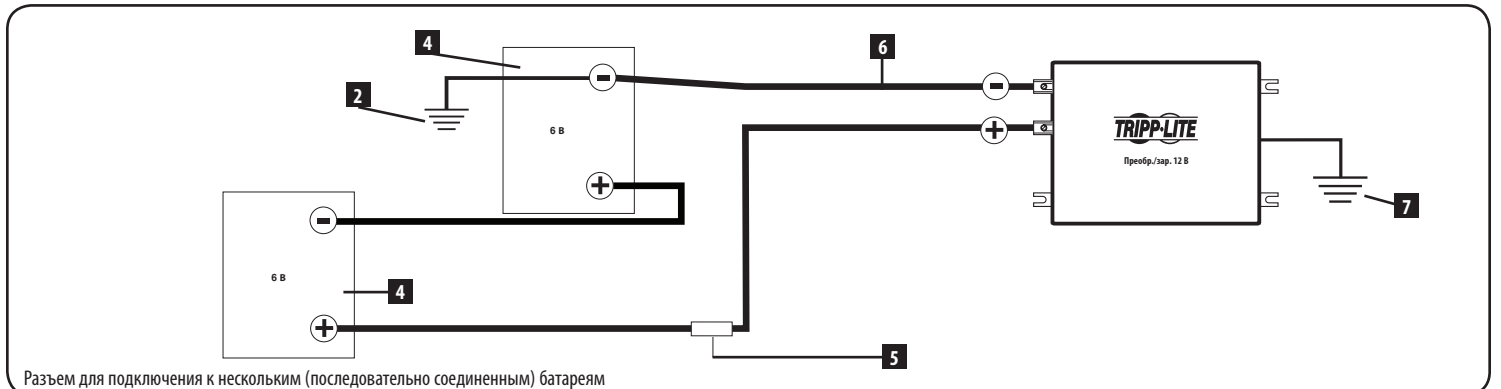 4
6
2
6 В
TRIPP·LITE
Преобр./зар. 12 В
7
6 В
4
5
Разъем для подключения к нескольким (последовательно соединенным) батареям